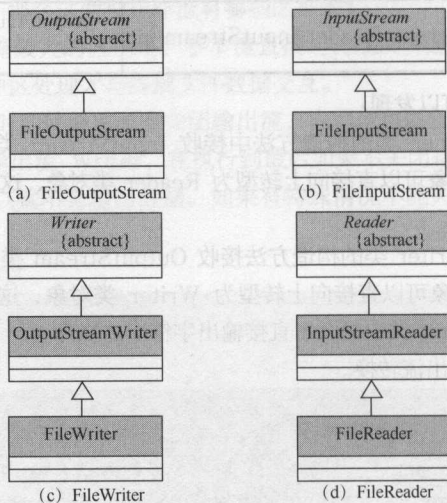 OutputStream
{abstract}
FileOutputStream
(a) FileOutputStream
InputStream
{abstract}
FileInputStream
(b) FileInputStream
Writer
{abstract}
OutputStreamWriter
FileWriter
(c) FileWriter
Reader
{abstract}
InputStreamReader
FileReader
(d) FileReader